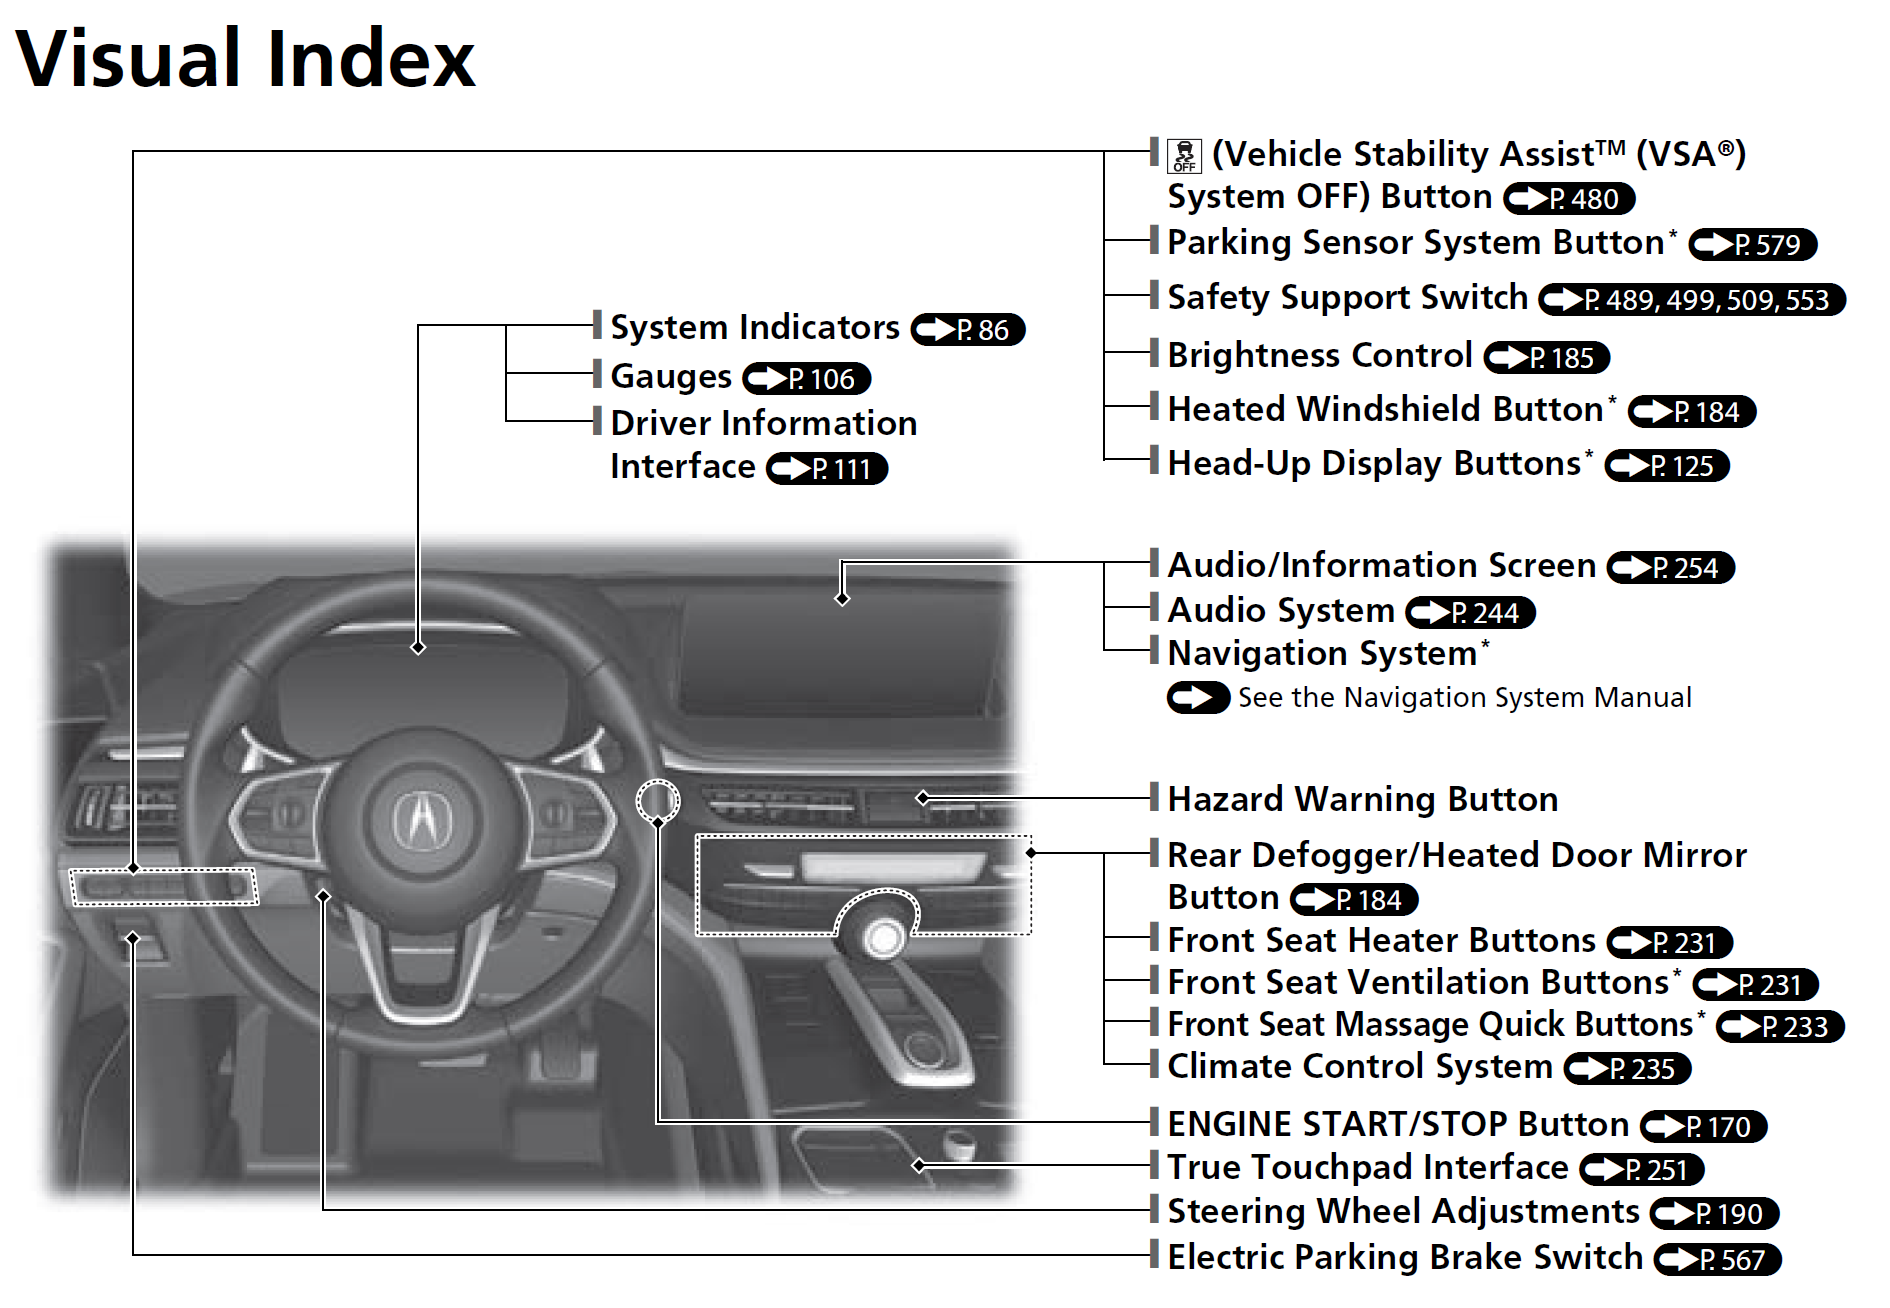 Visual Index
OFF (Vehicle Stability Assist™ (VSA®)
System OFF) Button P. 480
Parking Sensor System Button* P. 579
Safety Support Switch P. 489, 499, 509, 553
Brightness Control P. 185
Heated Windshield Button* P. 184
Head-Up Display Buttons* P. 125
System Indicators P. 86
Gauges P. 106
Driver Information
Interface P. 111
Audio/Information Screen P. 254
Audio System P. 244
Navigation System*
See the Navigation System Manual
Hazard Warning Button
Rear Defogger/Heated Door Mirror
Button P. 184
Front Seat Heater Buttons P. 231
Front Seat Ventilation Buttons* P. 231
Front Seat Massage Quick Buttons* P. 233
Climate Control System P. 235
ENGINE START/STOP Button P. 170
True Touchpad Interface P. 251
Steering Wheel Adjustments P. 190
Electric Parking Brake Switch P. 567